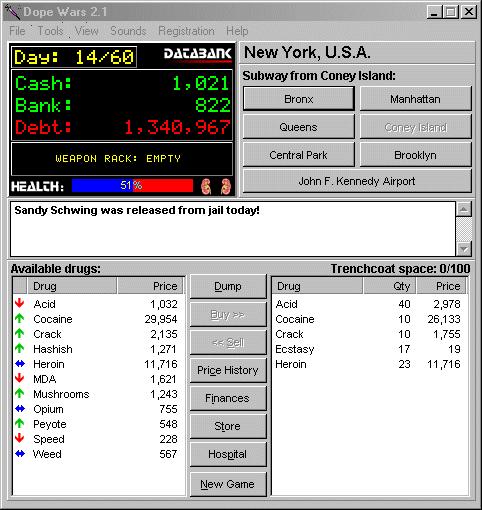 Dope Wars 2.1
File Tools View Sounds Registration Help
Day: 14/60 DATABANK
Cash: 1,021
Bank: 822
Debt: 1,340,967
WEAPON RACK: EMPTY
HEALTH: 51%
New York, U.S.A.
Subway from Coney Island:
Bronx Manhattan
Queens Coney Island
Central Park Brooklyn
John F. Kennedy Airport
Sandy Schwing was released from jail today!
Available drugs:
Drug Price
Acid 1,032
Cocaine 29,954
Crack 2,135
Hashish 1,271
Heroin 11,716
MDA 1,621
Mushrooms 1,243
Opium 755
Peyote 548
Speed 228
Weed 567
Dump
Buy >>
<< Sell
Price History
Finances
Store
Hospital
New Game
Trenchcoat space: 0/100
Drug Qty Price
Acid 40 2,978
Cocaine 10 26,133
Crack 10 1,755
Ecstasy 17 19
Heroin 23 11,716